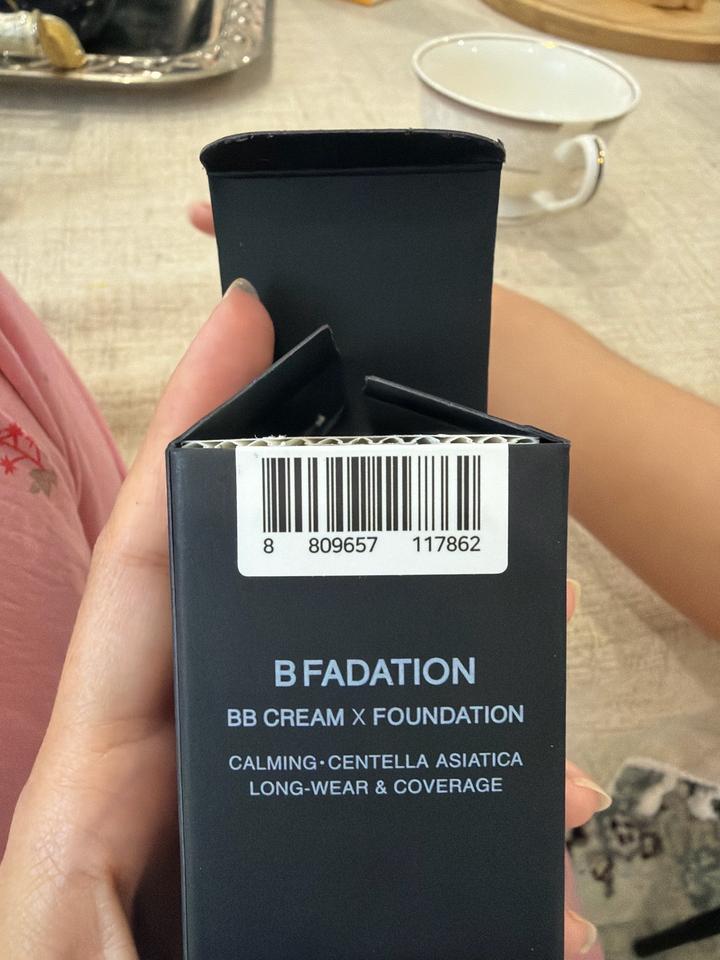 8 809657 117862
B FADATION
BB CREAM X FOUNDATION
CALMING·CENTELLA ASIATICA
LONG-WEAR & COVERAGE